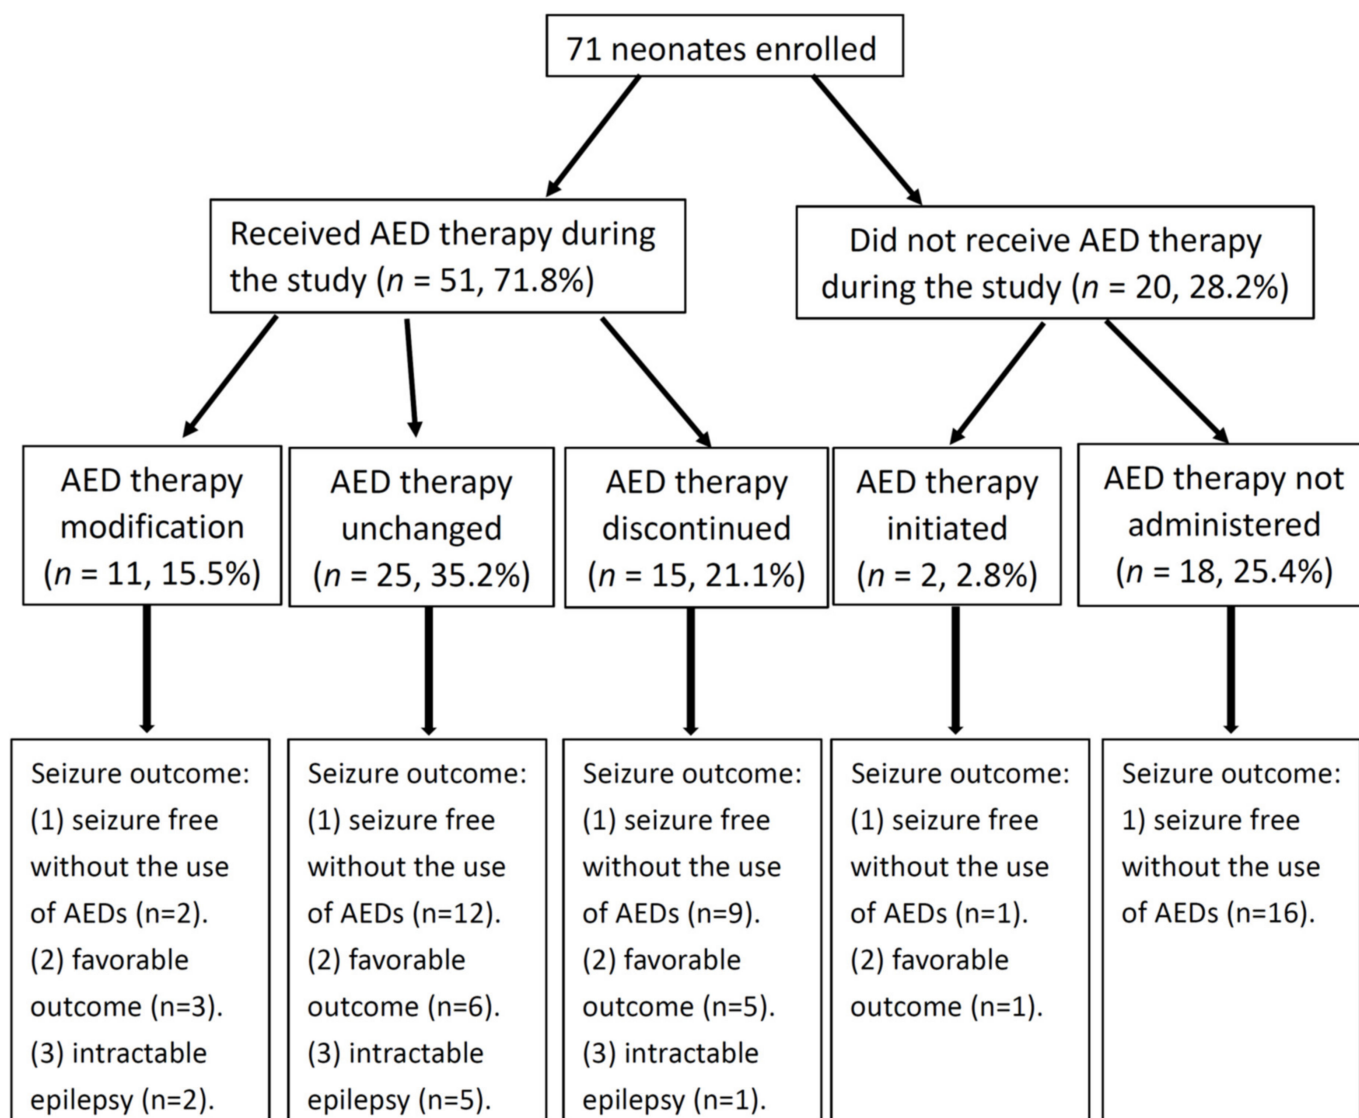 71 neonates enrolled
Received AED therapy during
the study (n = 51, 71.8%)
Did not receive AED therapy
during the study (n = 20, 28.2%)
AED therapy
modification
(n = 11, 15.5%)
AED therapy
unchanged
(n = 25, 35.2%)
AED therapy
discontinued
(n = 15, 21.1%)
AED therapy
initiated
(n = 2, 2.8%)
AED therapy not
administered
(n = 18, 25.4%)
Seizure outcome:
(1) seizure free
without the use
of AEDs (n=2).
(2) favorable
outcome (n=3).
(3) intractable
epilepsy (n=2).
Seizure outcome:
(1) seizure free
without the use
of AEDs (n=12).
(2) favorable
outcome (n=6).
(3) intractable
epilepsy (n=5).
Seizure outcome:
(1) seizure free
without the use
of AEDs (n=9).
(2) favorable
outcome (n=5).
(3) intractable
epilepsy (n=1).
Seizure outcome:
(1) seizure free
without the use
of AEDs (n=1).
(2) favorable
outcome (n=1).
Seizure outcome:
1) seizure free
without the use
of AEDs (n=16).